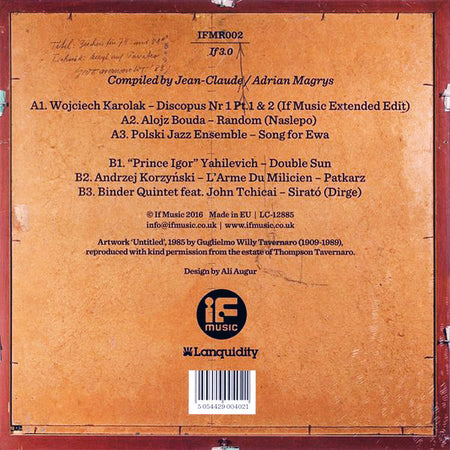 IFMR002
If 3.0
Compiled by Jean-Claude / Adrian Magrys
A1. Wojciech Karolak – Discopus Nr 1 Pt.1 & 2 (If Music Extended Edit)
A2. Alojz Bouda – Random (Naslepo)
A3. Polski Jazz Ensemble – Song for Ewa
B1. “Prince Igor” Yahilevich – Double Sun
B2. Andrzej Korzyński – L’Arme Du Milicien – Patkarz
B3. Binder Quintet feat. John Tchicai – Sirató (Dirge)
© If Music 2016 Made in EU | LC-12885
info@ifmusic.co.uk | www.ifmusic.co.uk
Artwork ‘Untitled’, 1985 by Guglielmo Willy Tavernaro (1909-1989),
reproduced with kind permission from the estate of Thompson Tavernaro.
Design by Ali Augur
iF
MUSIC
Lanquidity
5 054429 004021